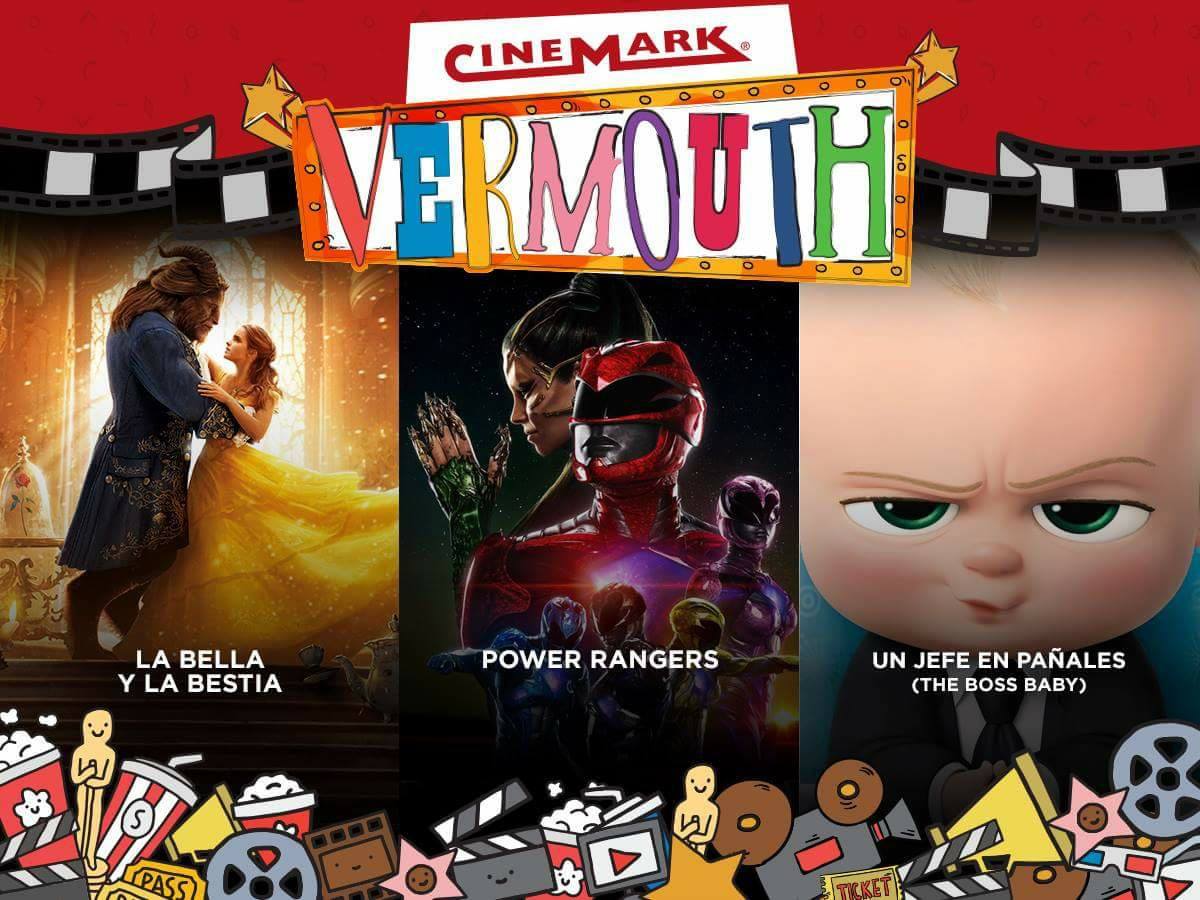 CINEMARK®
VERMOUTH
LA BELLA
Y LA BESTIA
POWER RANGERS
UN JEFE EN PAÑALES
(THE BOSS BABY)
S
PASS
TICKET